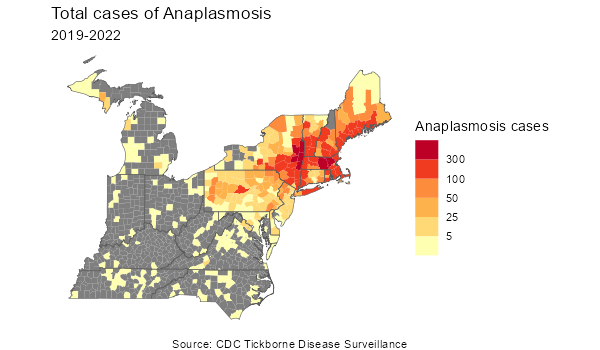 Total cases of Anaplasmosis
2019-2022
Anaplasmosis cases
300
100
50
25
5
Source: CDC Tickborne Disease Surveillance